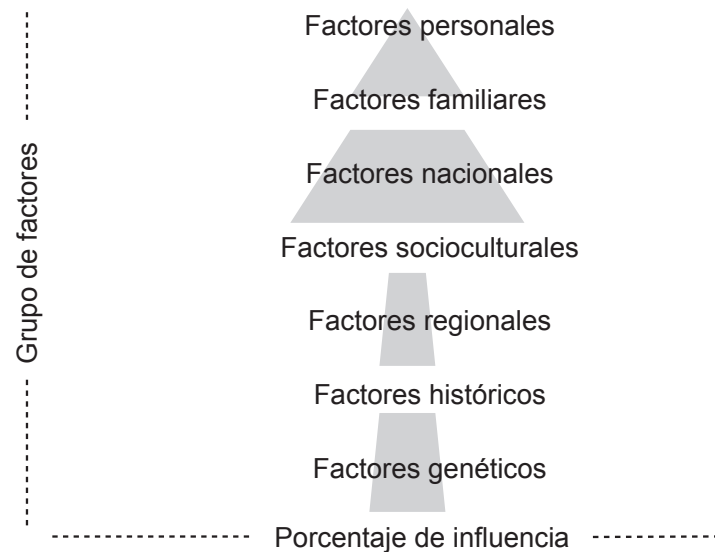 Factores personales
Factores familiares
Factores nacionales
Factores socioculturales
Factores regionales
Factores históricos
Factores genéticos
Grupo de factores
Porcentaje de influencia